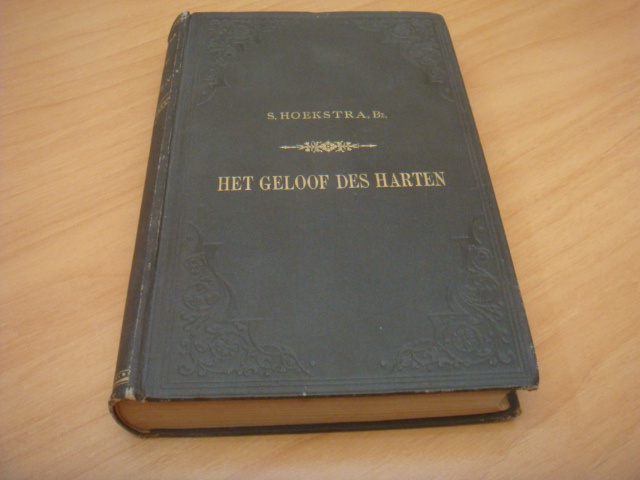 S. HOEKSTRA, Bz.
HET GELOOF DES HARTEN